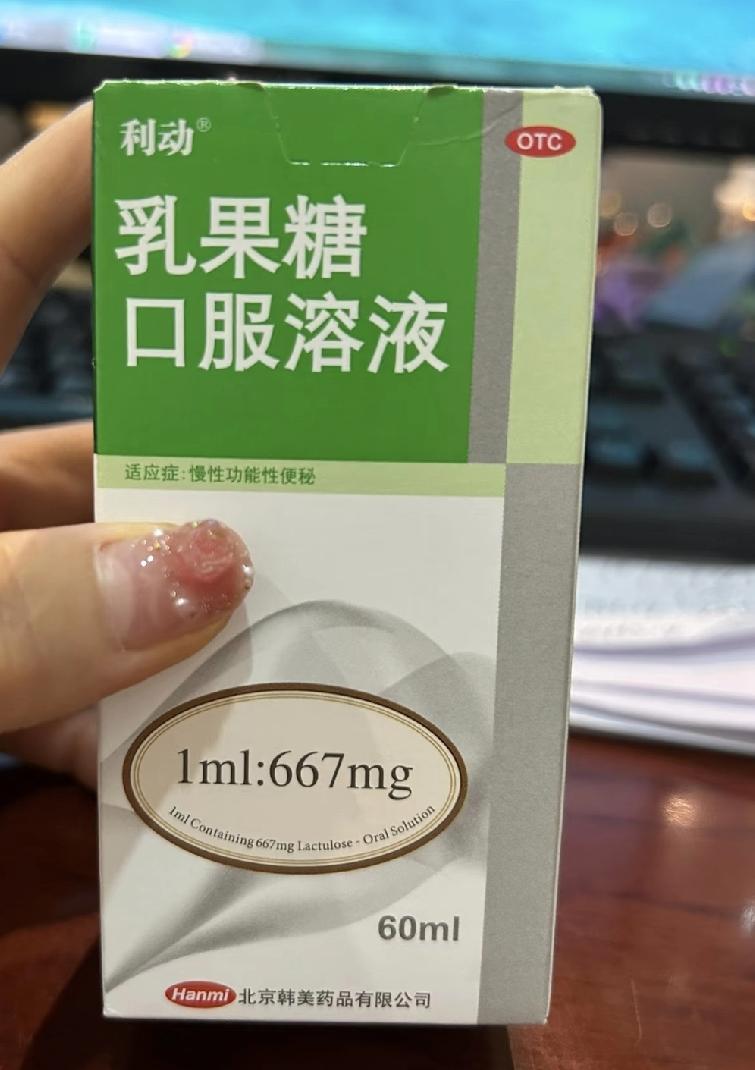 利动®
OTC
乳果糖
口服溶液
适应症:慢性功能性便秘
1ml:667mg
1ml Containing 667mg Lactulose - Oral Solution
60ml
Hanmi 北京韩美药品有限公司